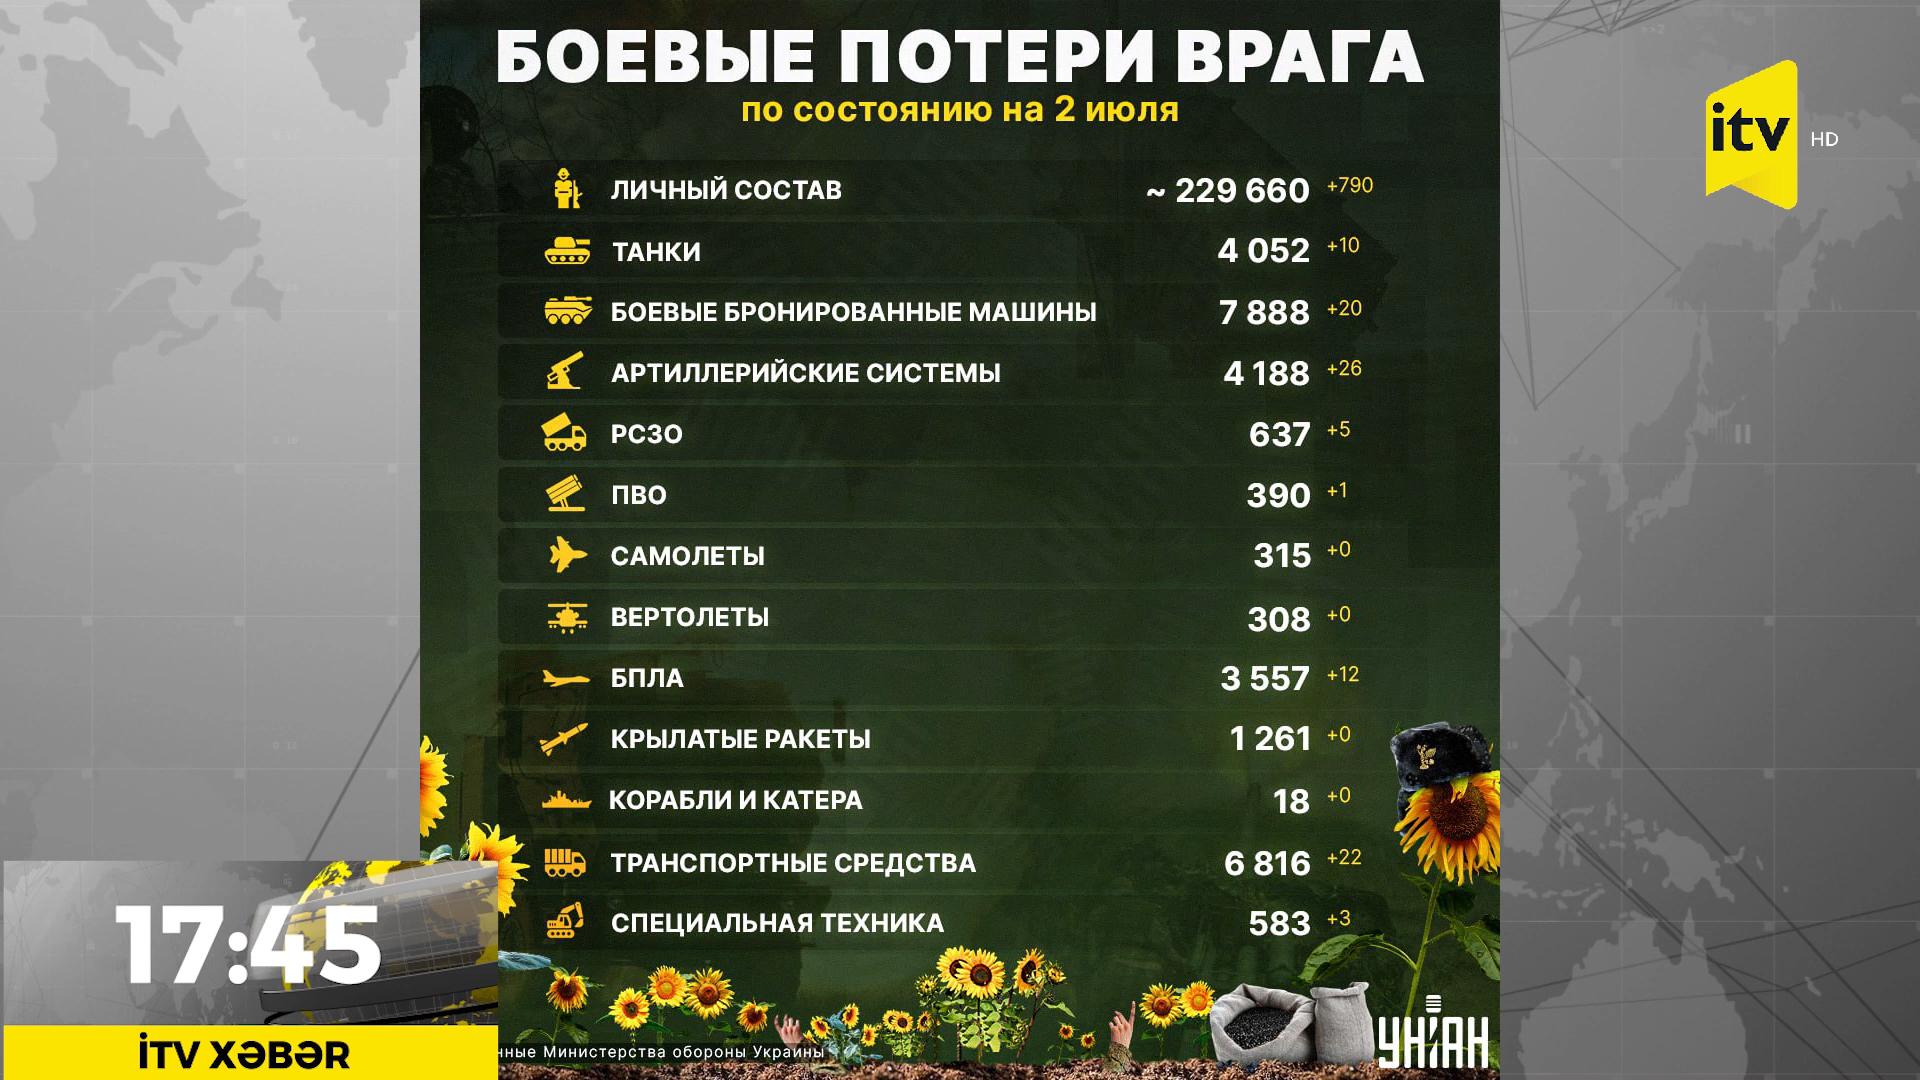 БОЕВЫЕ ПОТЕРИ ВРАГА
по состоянию на 2 июля
itv HD
ЛИЧНЫЙ СОСТАВ ~ 229 660 +790
ТАНКИ 4 052 +10
БОЕВЫЕ БРОНИРОВАННЫЕ МАШИНЫ 7 888 +20
АРТИЛЛЕРИЙСКИЕ СИСТЕМЫ 4 188 +26
РСЗО 637 +5
ПВО 390 +1
САМОЛЕТЫ 315 +0
ВЕРТОЛЕТЫ 308 +0
БПЛА 3 557 +12
КРЫЛАТЫЕ РАКЕТЫ 1 261 +0
КОРАБЛИ И КАТЕРА 18 +0
ТРАНСПОРТНЫЕ СРЕДСТВА 6 816 +22
СПЕЦИАЛЬНАЯ ТЕХНИКА 583 +3
17:45
İTV XƏBƏR
нные Министерства обороны Украины
УНІАН